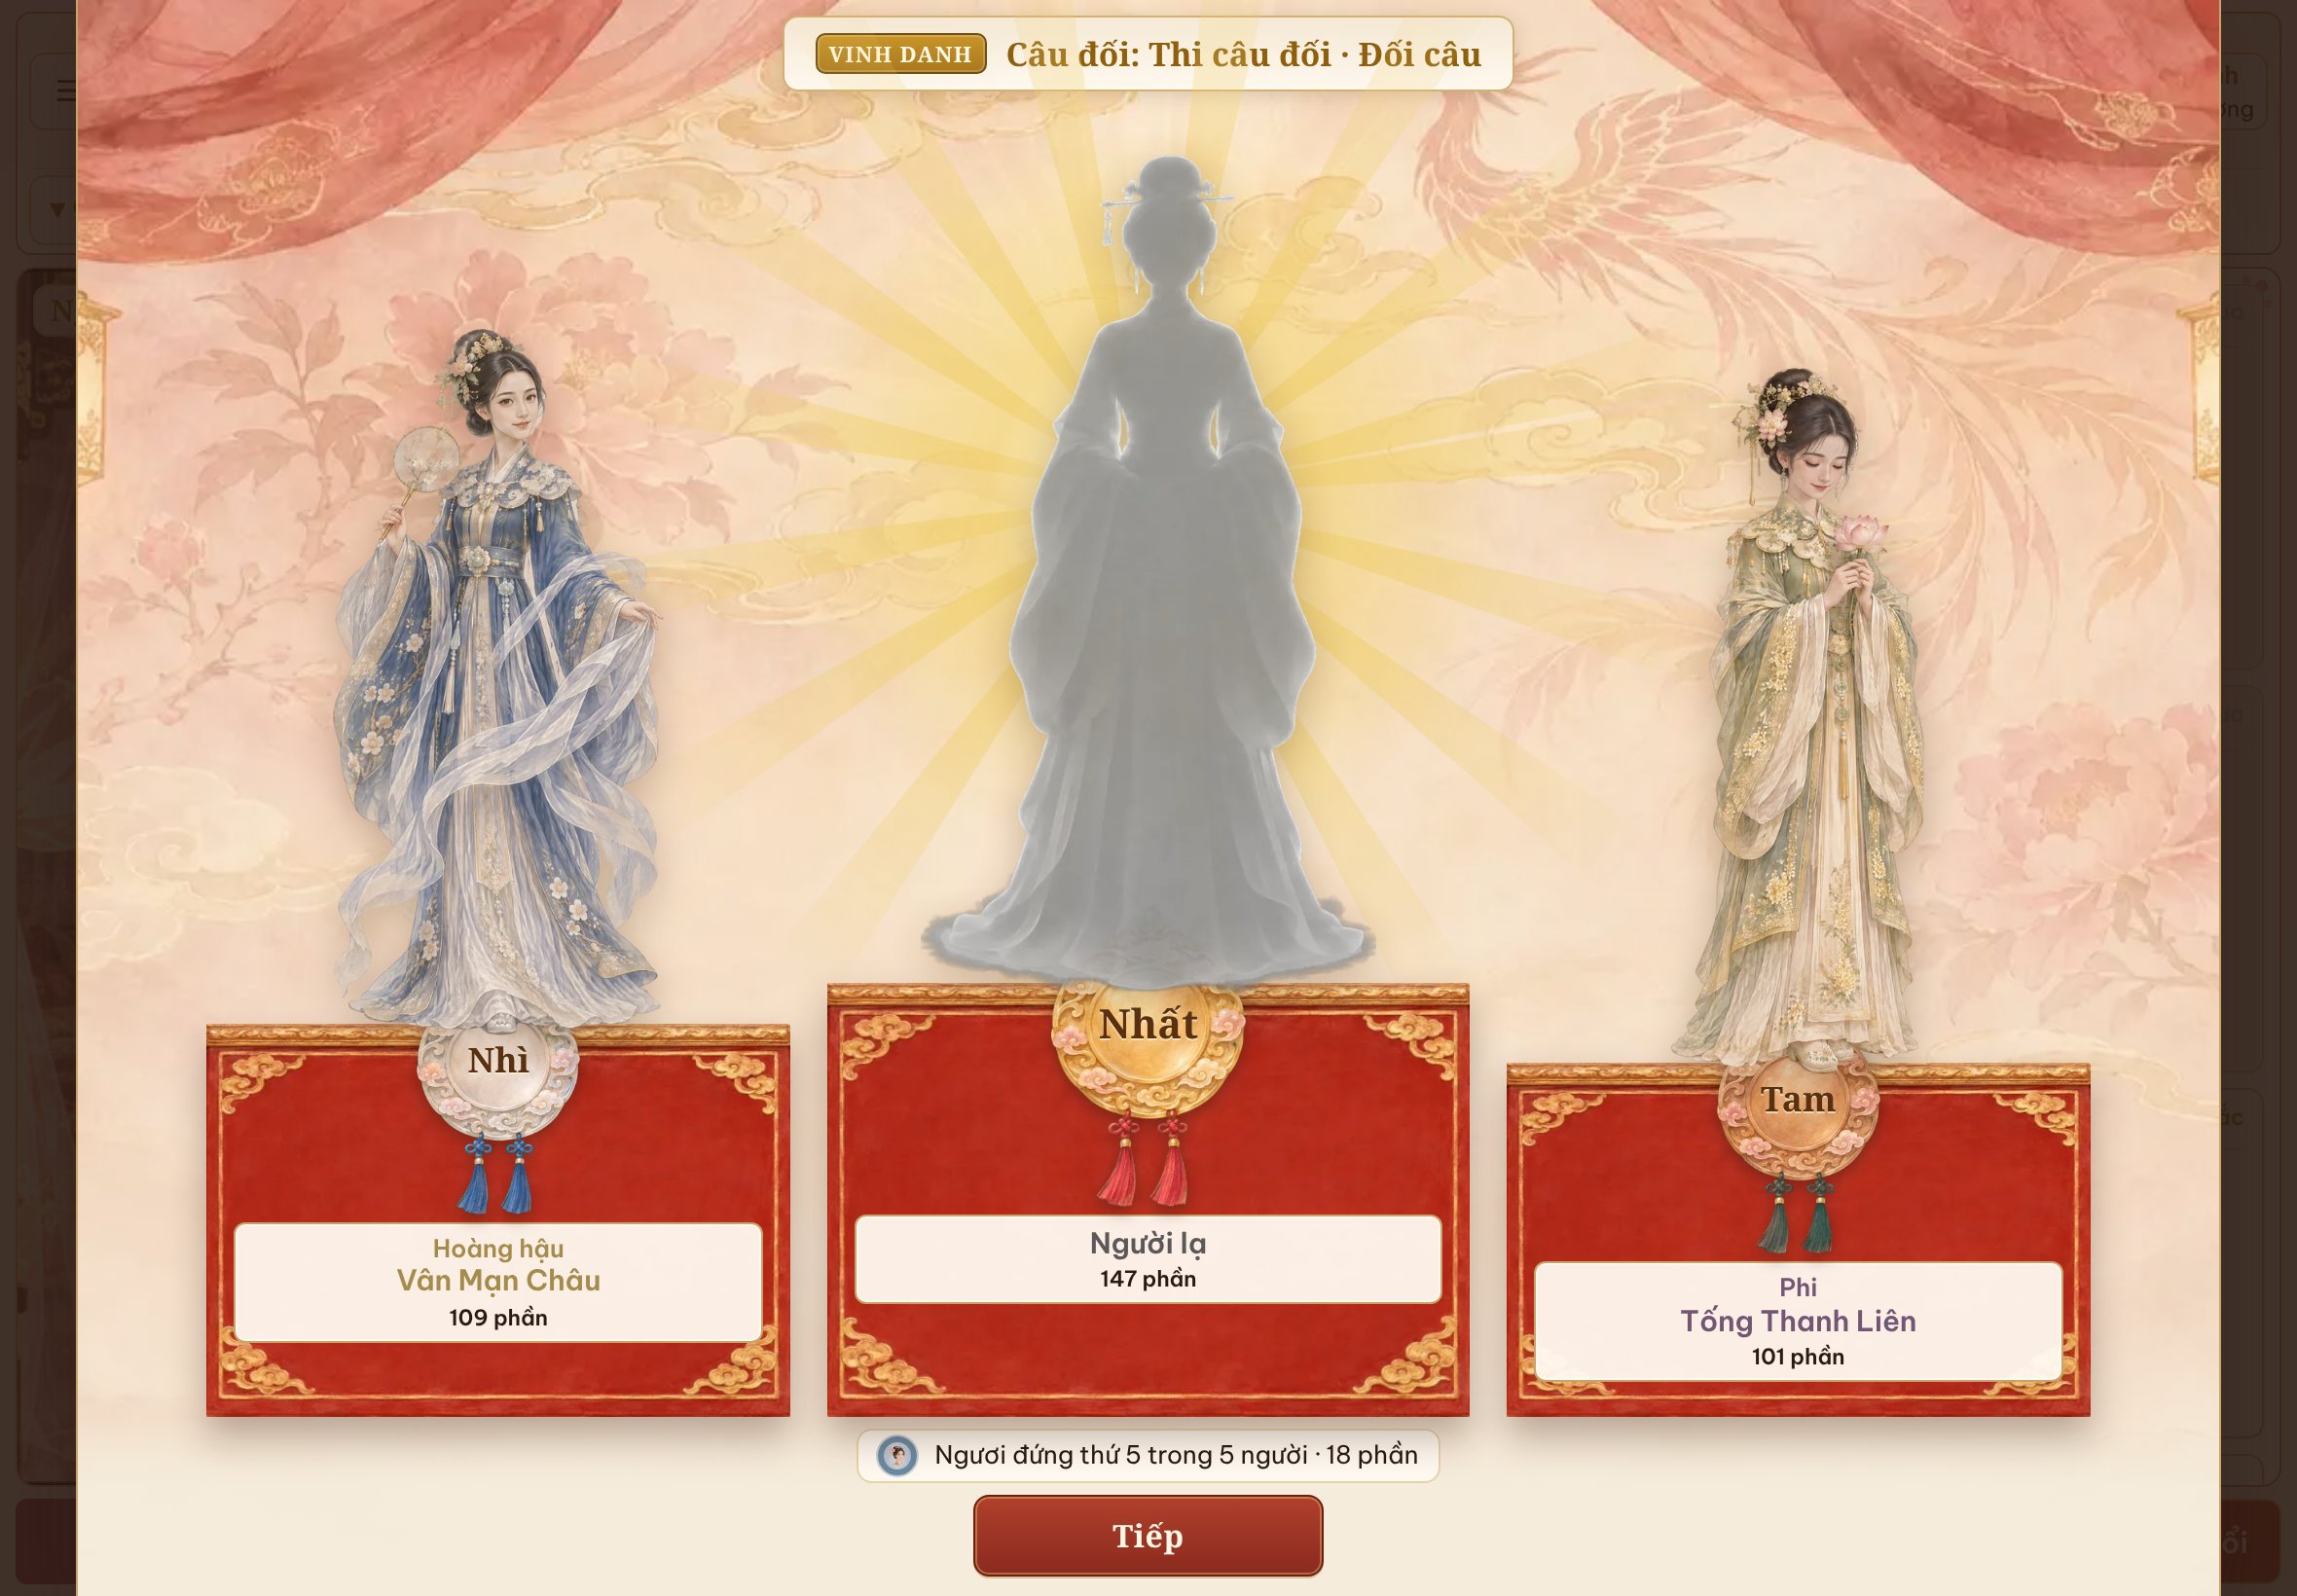 VINH DANH
Câu đối: Thi câu đối · Đối câu
Nhì
Hoàng hậu
Vân Mạn Châu
109 phần
Nhất
Người lạ
147 phần
Tam
Phi
Tống Thanh Liên
101 phần
Ngươi đứng thứ 5 trong 5 người · 18 phần
Tiếp